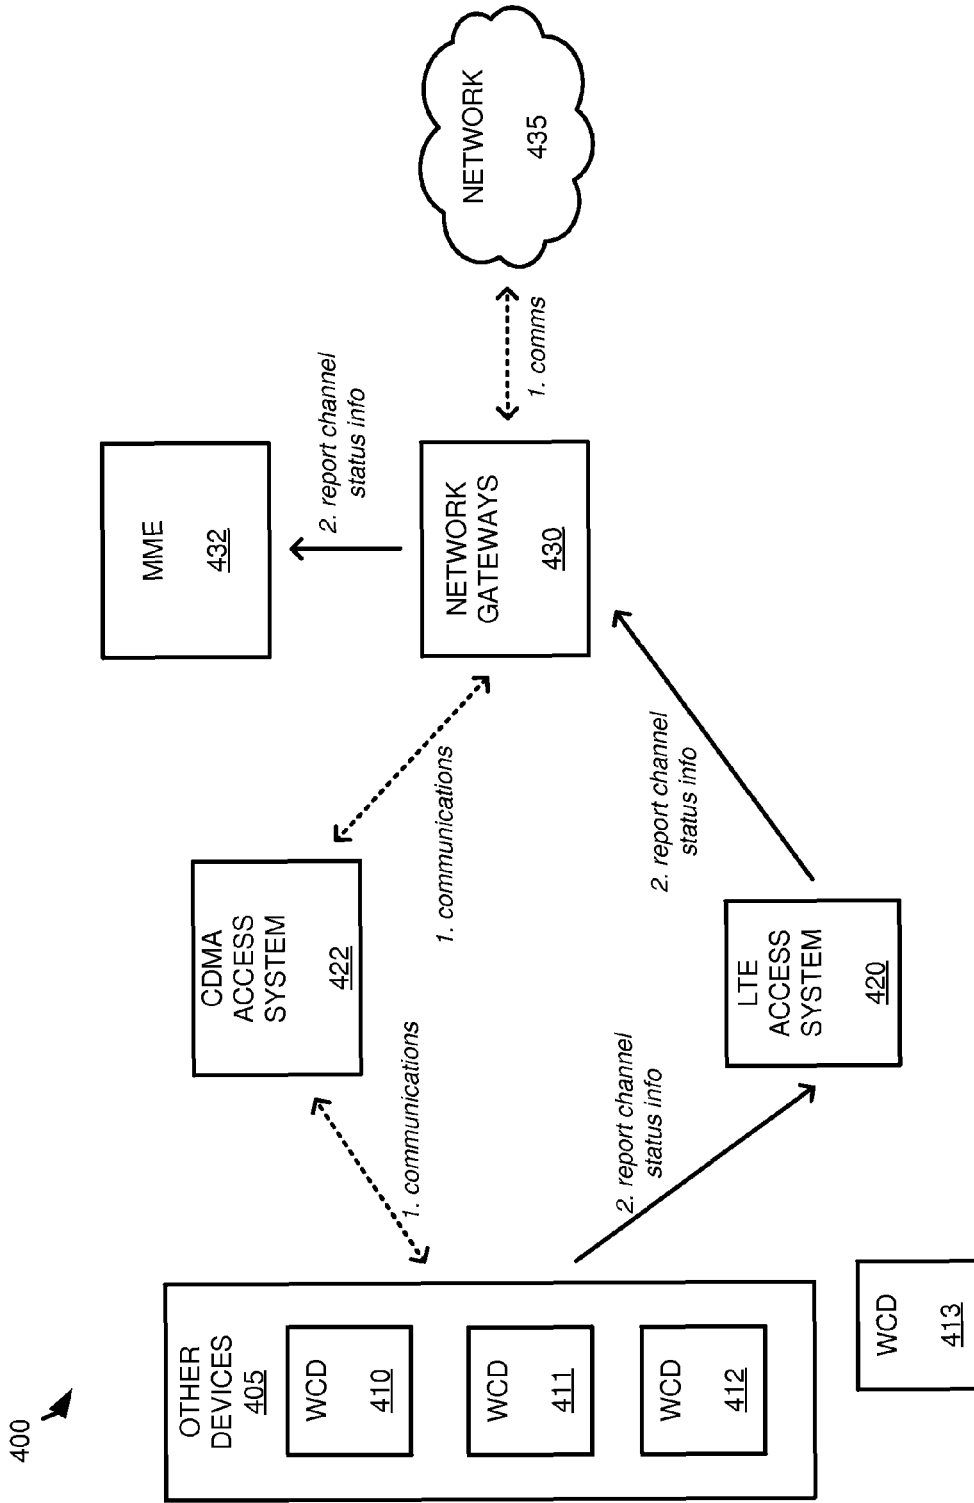 400
OTHER
DEVICES
405
WCD
410
WCD
411
WCD
412
WCD
413
1. communications
2. report channel
status info
CDMA
ACCESS
SYSTEM
422
LTE
ACCESS
SYSTEM
420
1. communications
2. report channel
status info
MME
432
2. report channel
status info
NETWORK
GATEWAYS
430
1. comms
NETWORK
435